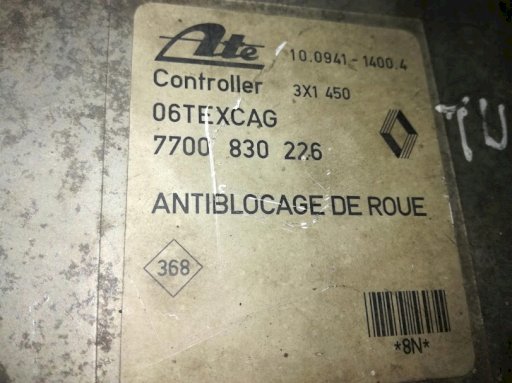 Ate 10.0941-1400.4
Controller 3X1 450
06TEXCAG
7700 830 226
ANTIBLOCAGE DE ROUE
368
*8N*